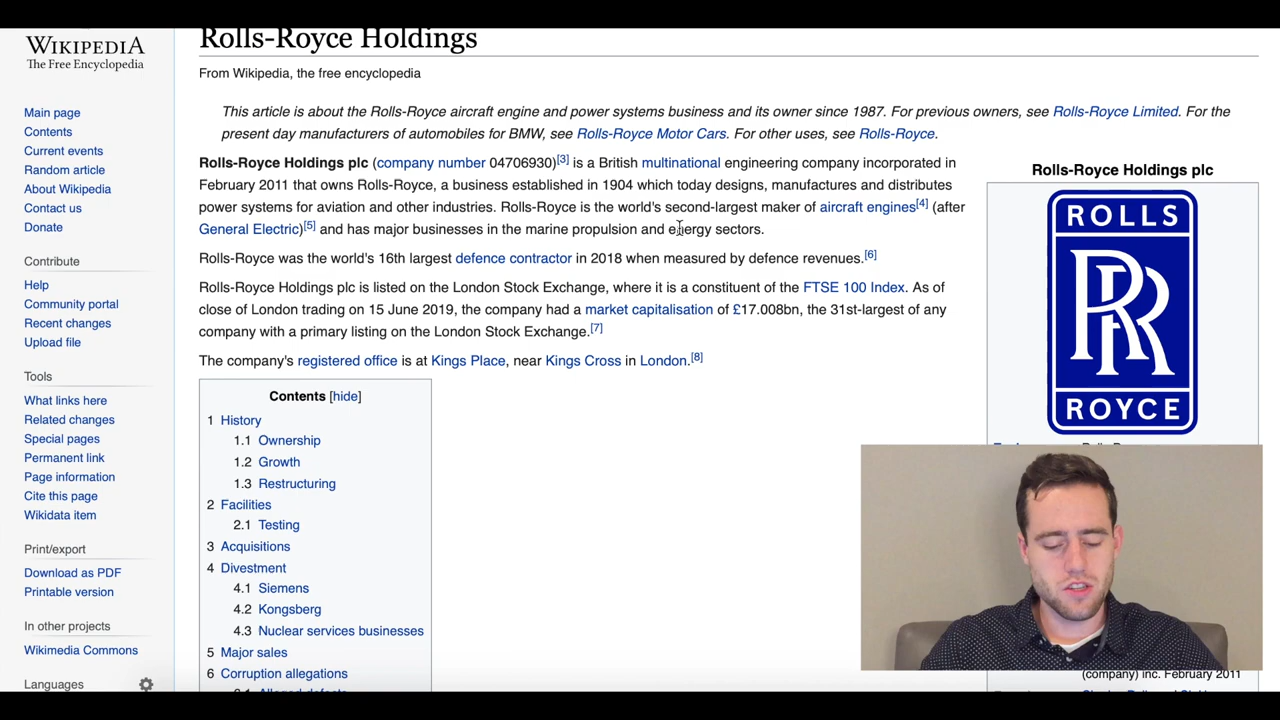 WIKIPEDIA
The Free Encyclopedia
Main page
Contents
Current events
Random article
About Wikipedia
Contact us
Donate
Contribute
Help
Community portal
Recent changes
Upload file
Tools
What links here
Related changes
Special pages
Permanent link
Page information
Cite this page
Wikidata item
Print/export
Download as PDF
Printable version
In other projects
Wikimedia Commons
Languages
Rolls-Royce Holdings
From Wikipedia, the free encyclopedia
This article is about the Rolls-Royce aircraft engine and power systems business and its owner since 1987. For previous owners, see Rolls-Royce Limited. For the
present day manufacturers of automobiles for BMW, see Rolls-Royce Motor Cars. For other uses, see Rolls-Royce.
Rolls-Royce Holdings plc (company number 04706930)[3] is a British multinational engineering company incorporated in
February 2011 that owns Rolls-Royce, a business established in 1904 which today designs, manufactures and distributes
power systems for aviation and other industries. Rolls-Royce is the world's second-largest maker of aircraft engines[4] (after
General Electric)[5] and has major businesses in the marine propulsion and energy sectors.
Rolls-Royce was the world's 16th largest defence contractor in 2018 when measured by defence revenues.[6]
Rolls-Royce Holdings plc is listed on the London Stock Exchange, where it is a constituent of the FTSE 100 Index. As of
close of London trading on 15 June 2019, the company had a market capitalisation of £17.008bn, the 31st-largest of any
company with a primary listing on the London Stock Exchange.[7]
The company's registered office is at Kings Place, near Kings Cross in London.[8]
Contents [hide]
1 History
1.1 Ownership
1.2 Growth
1.3 Restructuring
2 Facilities
2.1 Testing
3 Acquisitions
4 Divestment
4.1 Siemens
4.2 Kongsberg
4.3 Nuclear services businesses
5 Major sales
6 Corruption allegations
Rolls-Royce Holdings plc
ROLLS
RR
ROYCE
(company) inc. February 2011